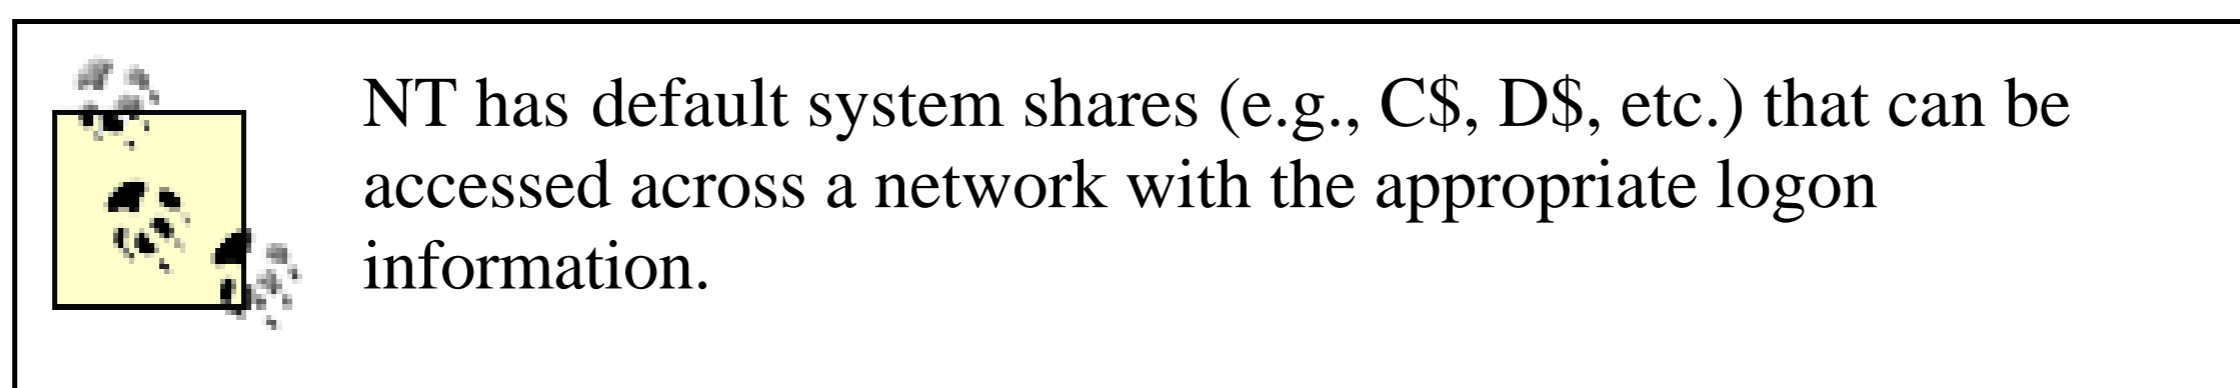 NT has default system shares (e.g., C$, D$, etc.) that can be
accessed across a network with the appropriate logon
information.